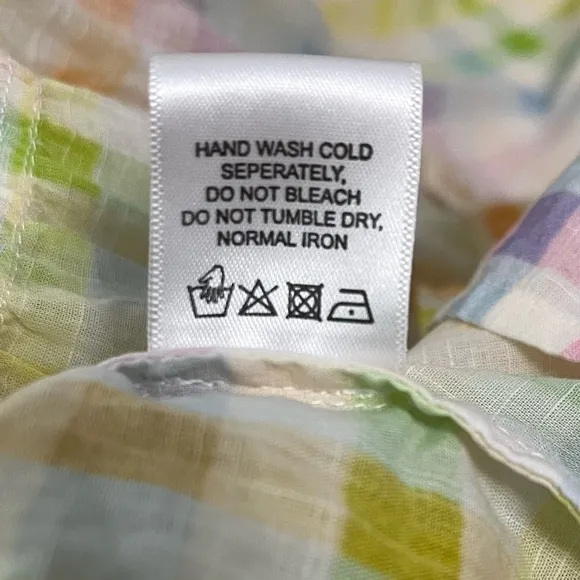 HAND WASH COLD
SEPERATELY,
DO NOT BLEACH
DO NOT TUMBLE DRY,
NORMAL IRON